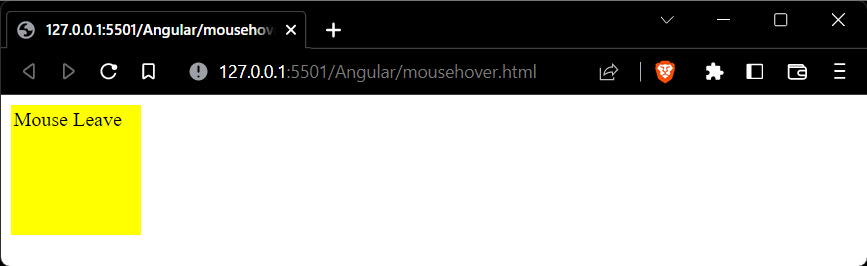 127.0.0.1:5501/Angular/mousehov
127.0.0.1:5501/Angular/mousehover.html
Mouse Leave